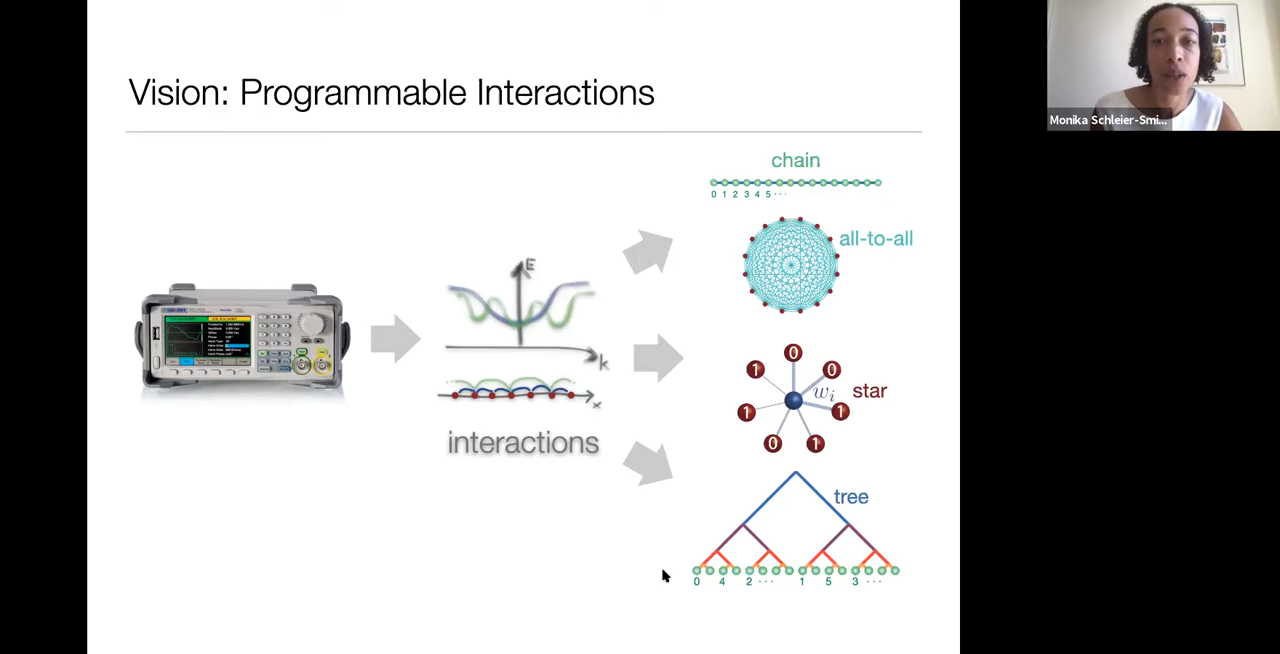 Vision: Programmable Interactions
Monika Schleier-Smi...
chain
0 1 2 3 4 5 ...
all-to-all
E
k
x
interactions
0
1 0
w_i star
1 1
0 1
tree
0 4 2 ... 1 5 3 ...